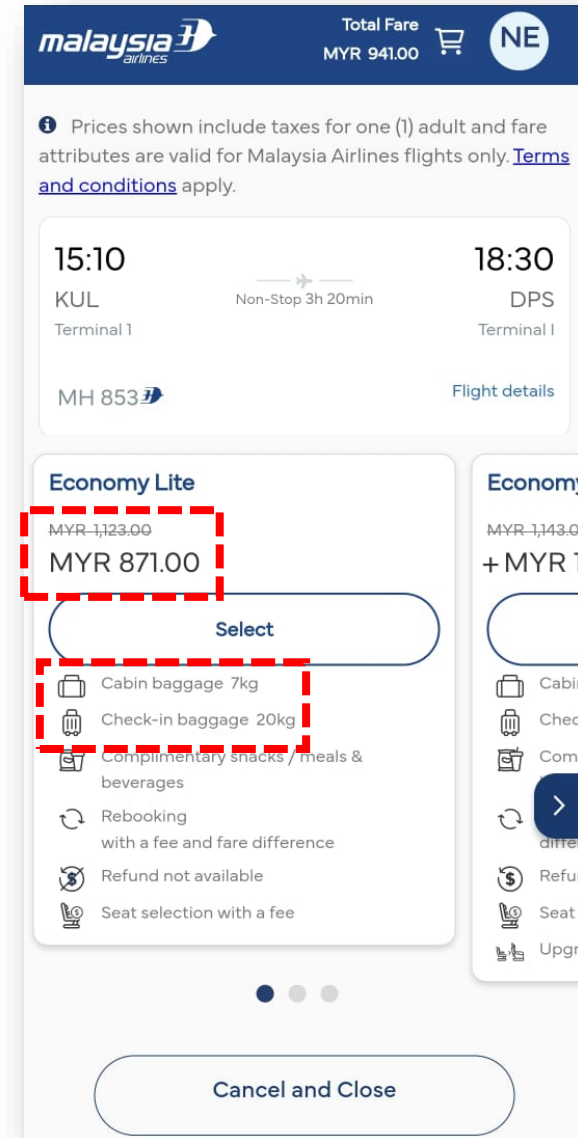 malaysia
airlines
Total Fare
MYR 941.00
NE
Prices shown include taxes for one (1) adult and fare
attributes are valid for Malaysia Airlines flights only. Terms
and conditions apply.
15:10
18:30
KUL
Non-Stop 3h 20min
DPS
Terminal 1
Terminal I
MH 853
Flight details
Economy Lite
MYR 1,123.00
MYR 871.00
Select
Cabin baggage 7kg
Check-in baggage 20kg
Complimentary snacks / meals &
beverages
Rebooking
with a fee and fare difference
Refund not available
Seat selection with a fee
Economy
MYR 1,143.0
+ MYR 1
Cabi
Chec
Com
differ
Refu
Seat
Upgr
Cancel and Close